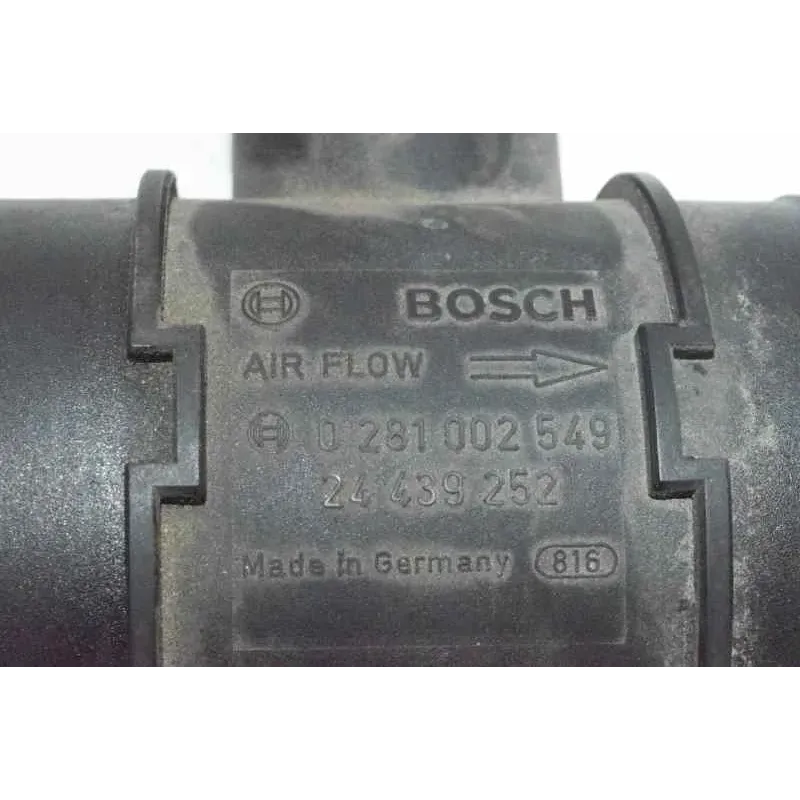 BOSCH
AIR FLOW
0 281 002 549
24 439 252
Made in Germany 816